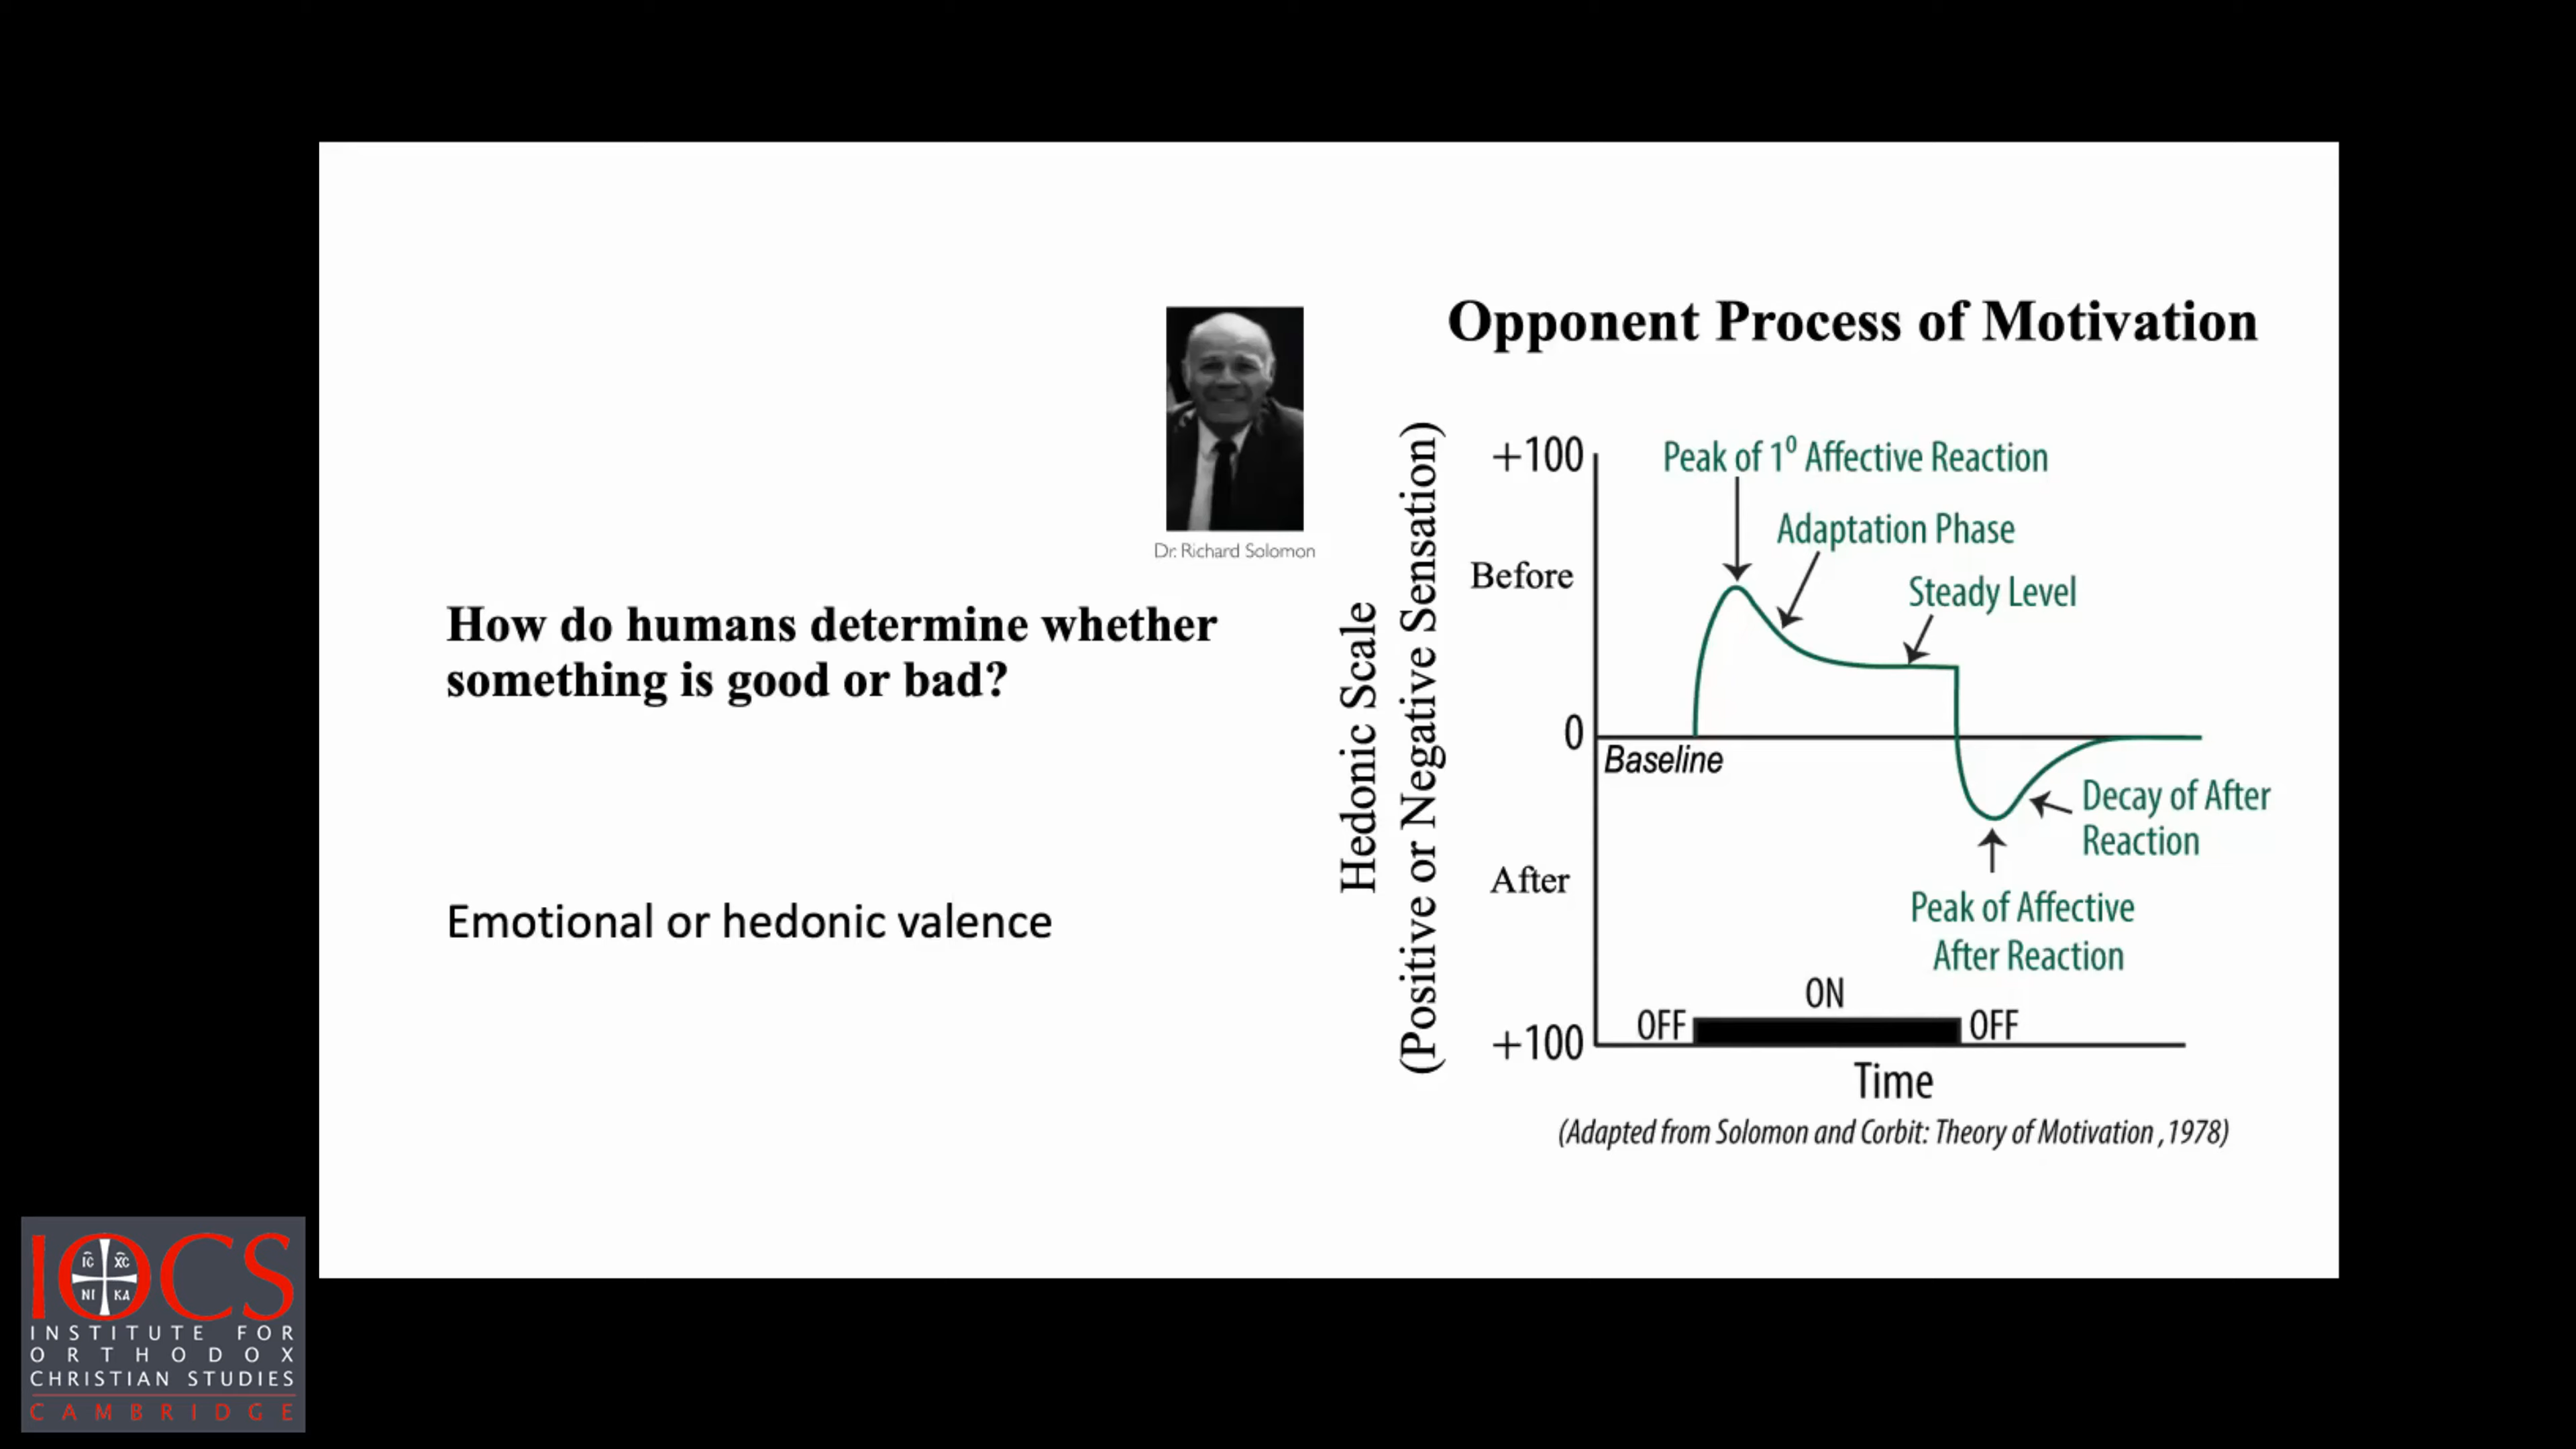 Opponent Process of Motivation
Dr. Richard Solomon
How do humans determine whether
something is good or bad?
Emotional or hedonic valence
Hedonic Scale
(Positive or Negative Sensation)
+100
Before
0
Baseline
After
+100
Peak of 1⁰ Affective Reaction
Adaptation Phase
Steady Level
Decay of After
Reaction
Peak of Affective
After Reaction
OFF
ON
OFF
Time
(Adapted from Solomon and Corbit: Theory of Motivation ,1978)
IOCS
IC XC
NI KA
INSTITUTE FOR
ORTHODOX
CHRISTIAN STUDIES
CAMBRIDGE